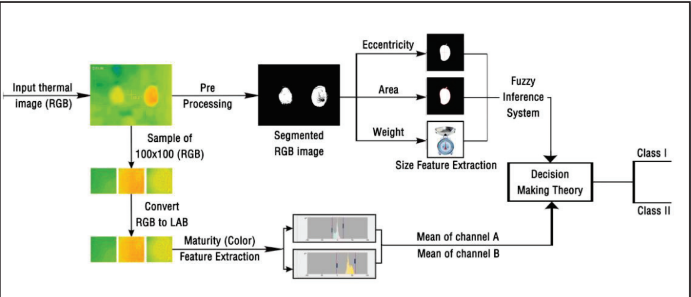 Input thermal
image (RGB)
Pre
Processing
Segmented
RGB image
Eccentricity
Area
Weight
Size Feature Extraction
Fuzzy
Inference
System
Sample of
100x100 (RGB)
Convert
RGB to LAB
Maturity (Color)
Feature Extraction
Mean of channel A
Mean of channel B
Decision
Making Theory
Class I
Class II